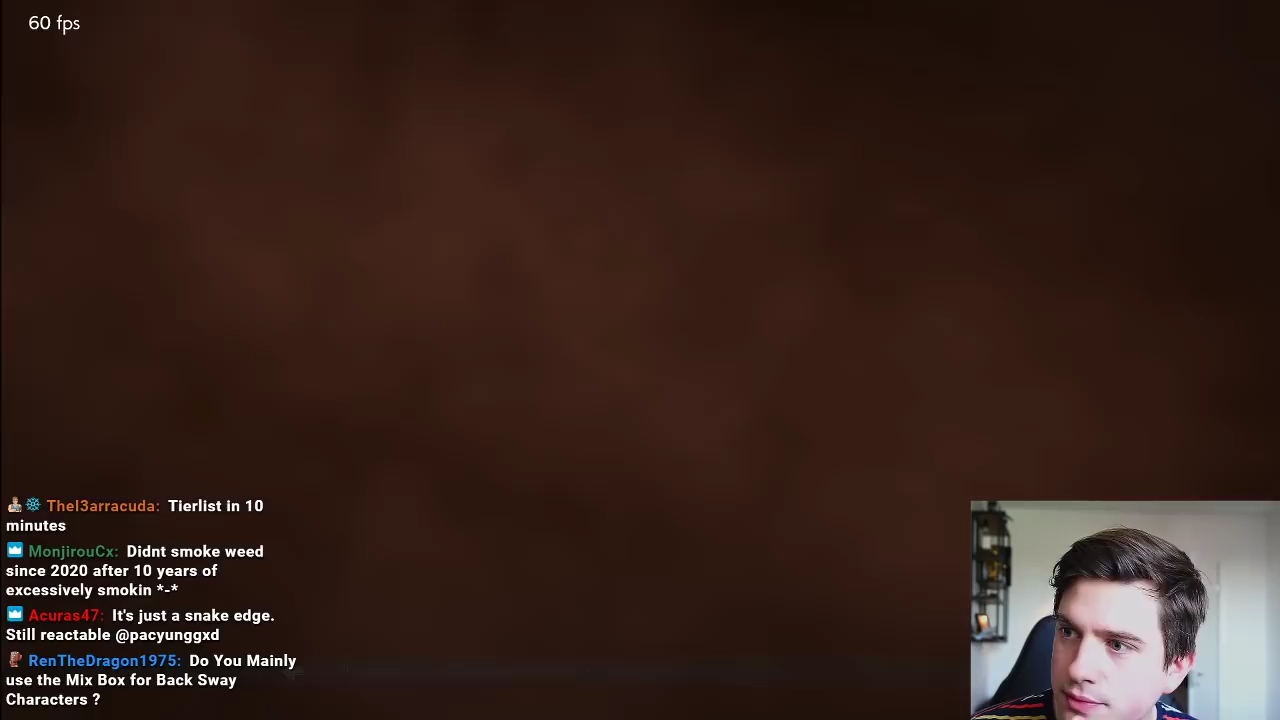 60 fps
Thel3arracuda: Tierlist in 10
minutes
MonjirouCx: Didnt smoke weed
since 2020 after 10 years of
excessively smokin *-*
Acuras47: It's just a snake edge.
Still reactable @pacyunggxd
RenTheDragon1975: Do You Mainly
use the Mix Box for Back Sway
Characters ?